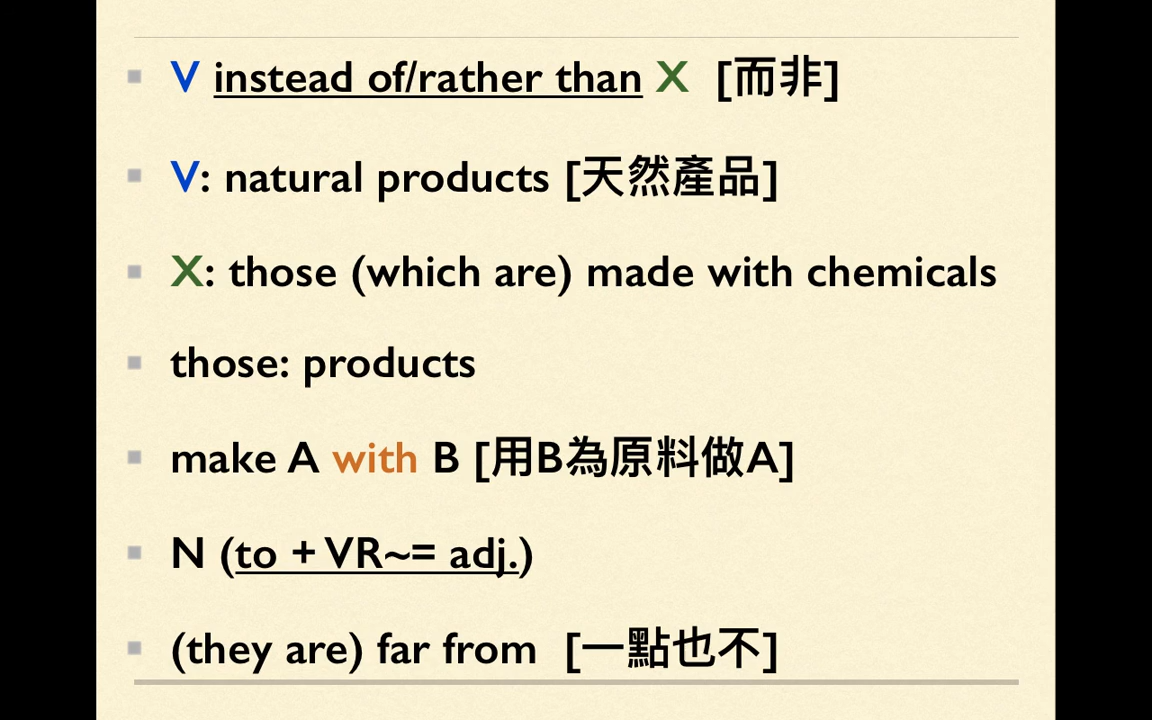 V instead of/rather than X [而非]
V: natural products [天然產品]
X: those (which are) made with chemicals
those: products
make A with B [用B為原料做A]
N (to + VR~= adj.)
(they are) far from [一點也不]